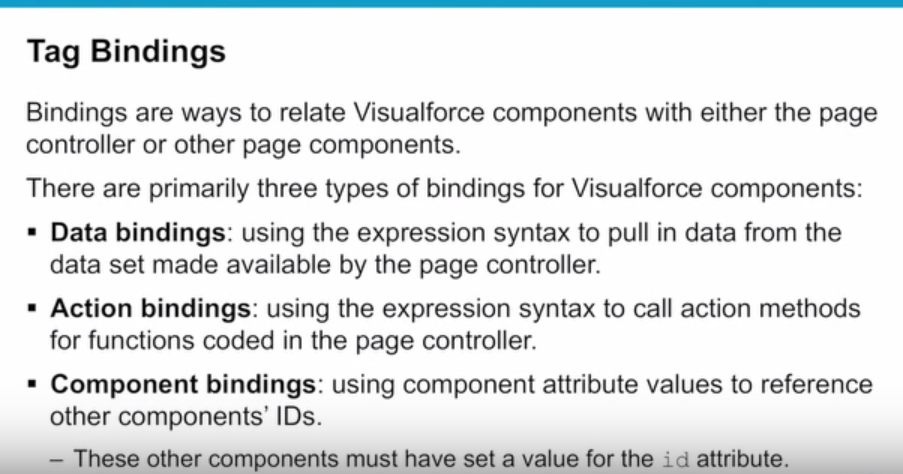 Tag Bindings
Bindings are ways to relate Visualforce components with either the page
controller or other page components.
There are primarily three types of bindings for Visualforce components:
▪ Data bindings: using the expression syntax to pull in data from the
data set made available by the page controller.
▪ Action bindings: using the expression syntax to call action methods
for functions coded in the page controller.
▪ Component bindings: using component attribute values to reference
other components’ IDs.
– These other components must have set a value for the id attribute.